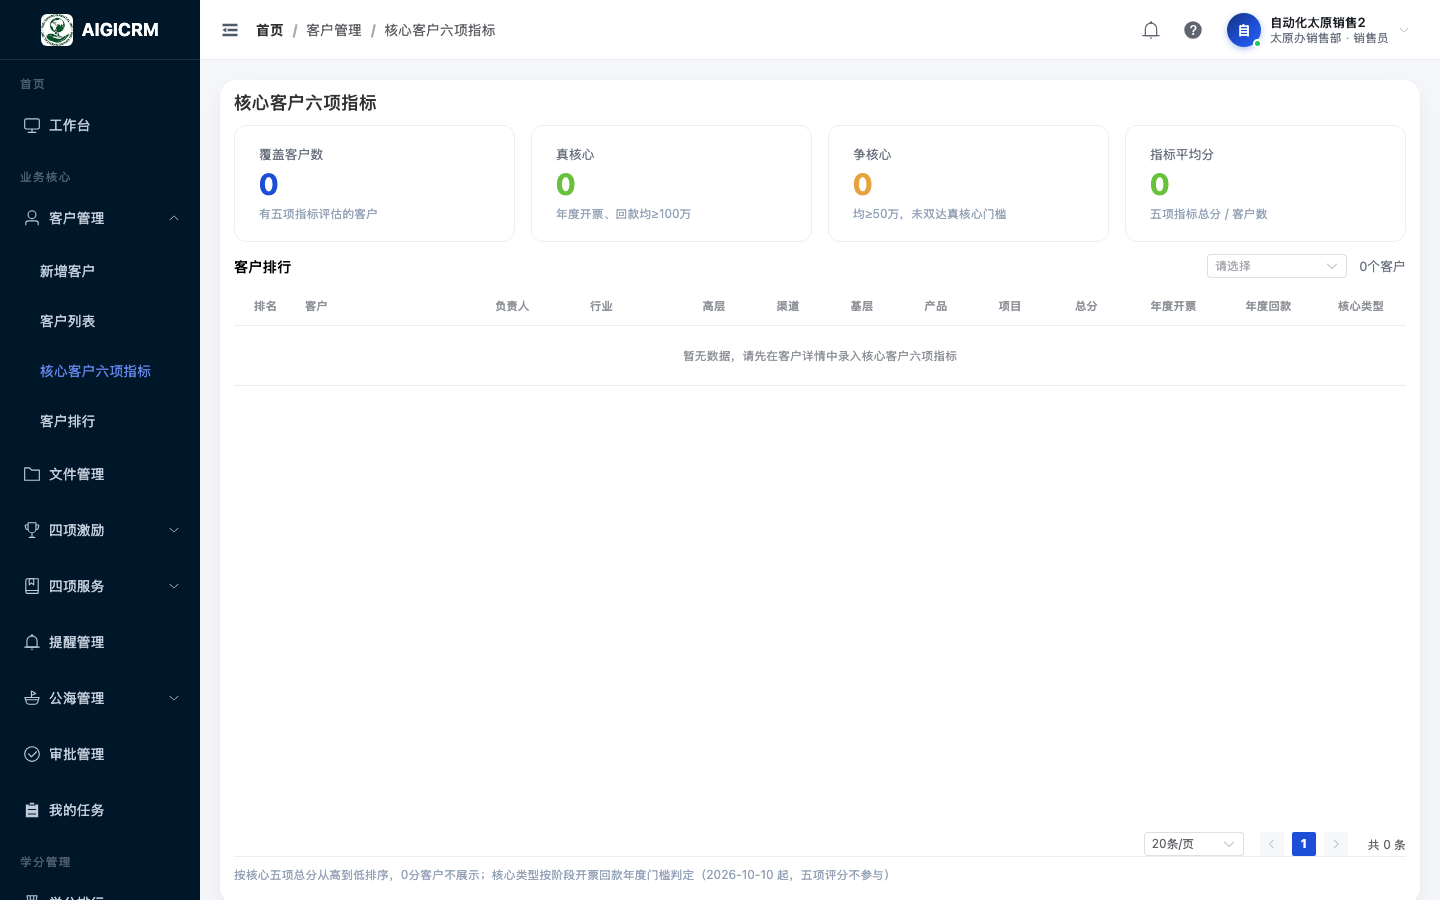 AIGICRM
首页
工作台
业务核心
客户管理
新增客户
客户列表
核心客户六项指标
客户排行
文件管理
四项激励
四项服务
提醒管理
公海管理
审批管理
我的任务
学分管理
学分排行
首页 / 客户管理 / 核心客户六项指标
自
自动化太原销售2
太原办销售部 · 销售员
核心客户六项指标
覆盖客户数
0
有五项指标评估的客户
真核心
0
年度开票、回款均≥100万
争核心
0
均≥50万，未双达真核心门槛
指标平均分
0
五项指标总分 / 客户数
客户排行
请选择
0个客户
排名 客户 负责人 行业 高层 渠道 基层 产品 项目 总分 年度开票 年度回款 核心类型
暂无数据，请先在客户详情中录入核心客户六项指标
20条/页
1
共 0 条
按核心五项总分从高到低排序，0分客户不展示；核心类型按阶段开票回款年度门槛判定（2026-10-10 起，五项评分不参与）